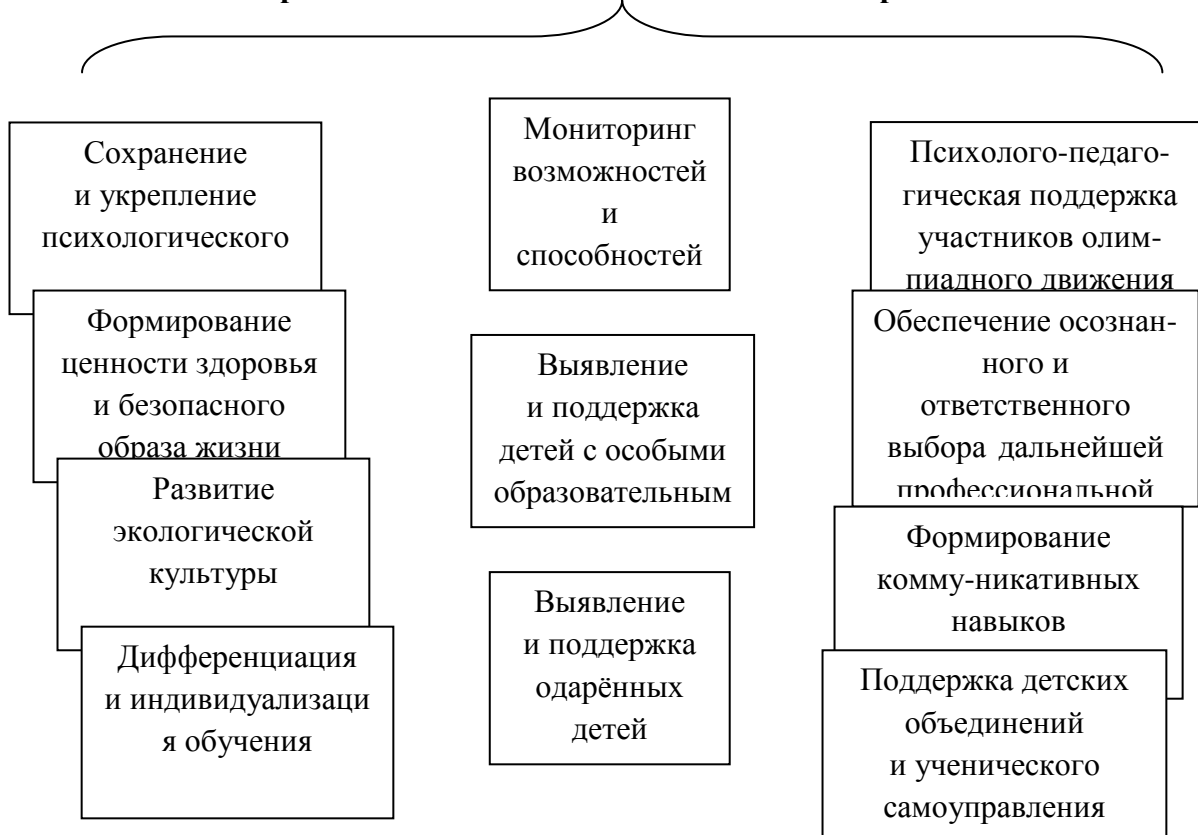 Сохранение
и укрепление
психологического
Формирование
ценности здоровья
и безопасного
образа жизни
Развитие
экологической
культуры
Дифференциация
и индивидуализаци
я обучения
Мониторинг
возможностей
и
способностей
Выявление
и поддержка
детей с особыми
образовательным
Выявление
и поддержка
одарённых
детей
Психолого-педаго-
гическая поддержка
участников олим-
пиадного движения
Обеспечение осознан-
ного и
ответственного
выбора дальнейшей
профессиональной
Формирование
комму-никативных
навыков
Поддержка детских
объединений
и ученического
самоуправления